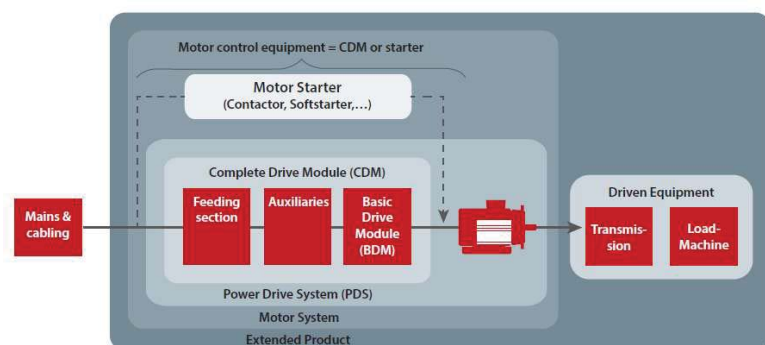 Motor control equipment = CDM or starter
Motor Starter
(Contactor, Softstarter,...)
Complete Drive Module (CDM)
Mains &
cabling
Feeding
section
Auxiliaries
Basic
Drive
Module
(BDM)
Driven Equipment
Transmis-
sion
Load-
Machine
Power Drive System (PDS)
Motor System
Extended Product